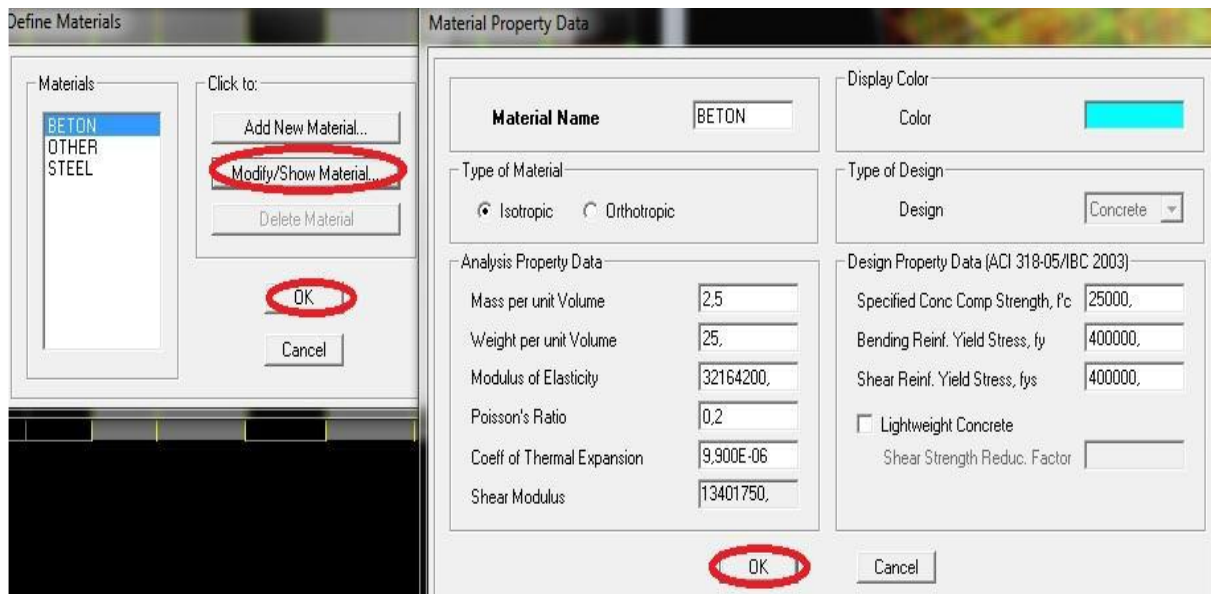 Define Materials
Materials
BETON
OTHER
STEEL
Click to:
Add New Material...
Modify/Show Material...
Delete Material
OK
Cancel
Material Property Data
Material Name BETON
Display Color
Color
Type of Material
Isotropic Orthotropic
Type of Design
Design Concrete
Analysis Property Data
Mass per unit Volume 2,5
Weight per unit Volume 25,
Modulus of Elasticity 32164200,
Poisson's Ratio 0,2
Coeff of Thermal Expansion 9,900E-06
Shear Modulus 13401750,
Design Property Data (ACI 318-05/IBC 2003)
Specified Conc Comp Strength, f'c 25000,
Bending Reinf. Yield Stress, fy 400000,
Shear Reinf. Yield Stress, fys 400000,
Lightweight Concrete
Shear Strength Reduc. Factor
OK
Cancel